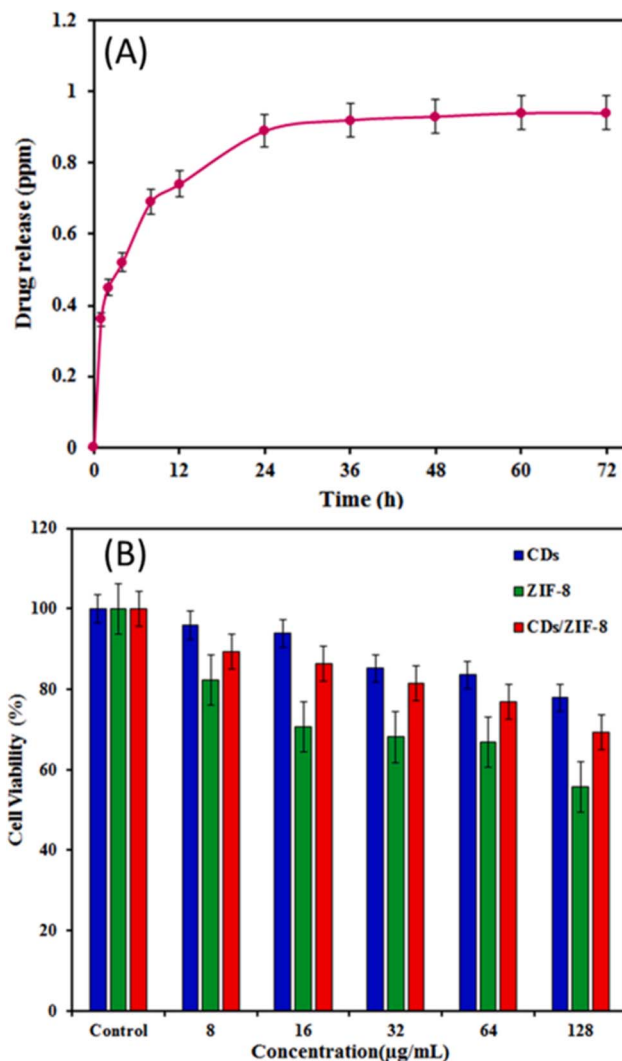 (A)
Drug release (ppm)
1.2
1
0.8
0.6
0.4
0.2
0
0 12 24 36 48 60 72
Time (h)
(B)
CDs
ZIF-8
CDs/ZIF-8
Cell Viability (%)
120
100
80
60
40
20
0
Control 8 16 32 64 128
Concentration(µg/mL)